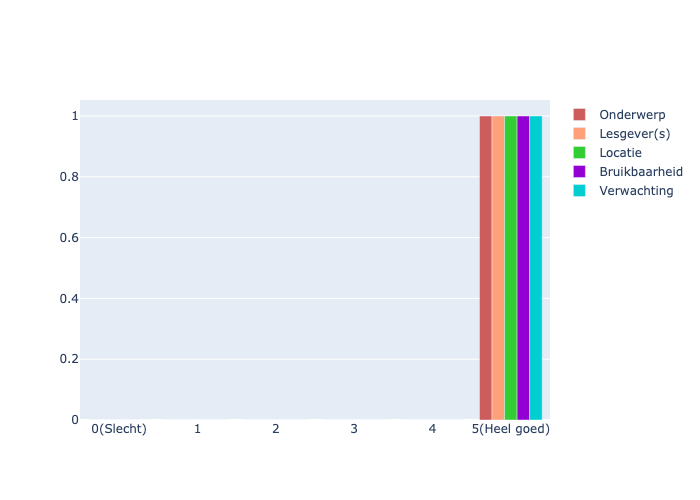 1
0.8
0.6
0.4
0.2
0
0(Slecht) 1 2 3 4 5(Heel goed)
Onderwerp
Lesgever(s)
Locatie
Bruikbaarheid
Verwachting